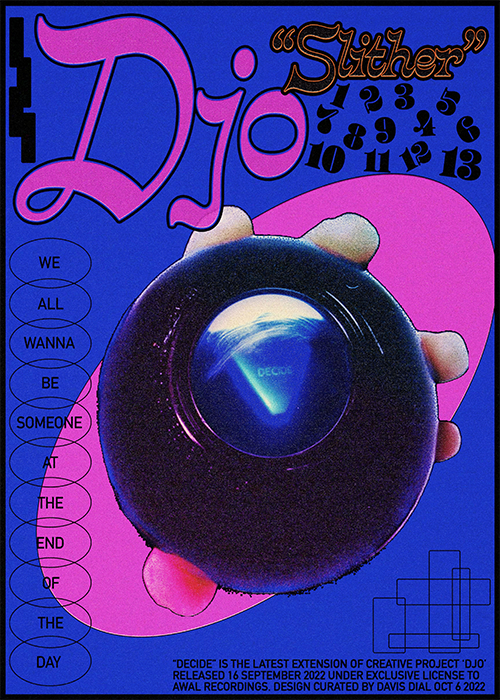 Djo
“Slither”
1 2 3 5
7 8 9 4 6
10 11 12 13
WE
ALL
WANNA
BE
SOMEONE
AT
THE
END
OF
THE
DAY
DECIDE
“DECIDE” IS THE LATEST EXTENSION OF CREATIVE PROJECT ‘DJO’
RELEASED 16 SEPTEMBER 2022 UNDER EXCLUSIVE LICENSE TO
AWAL RECORDINGS. DESIGN CURATED BY DAVIS DIAL OCT 6 2022